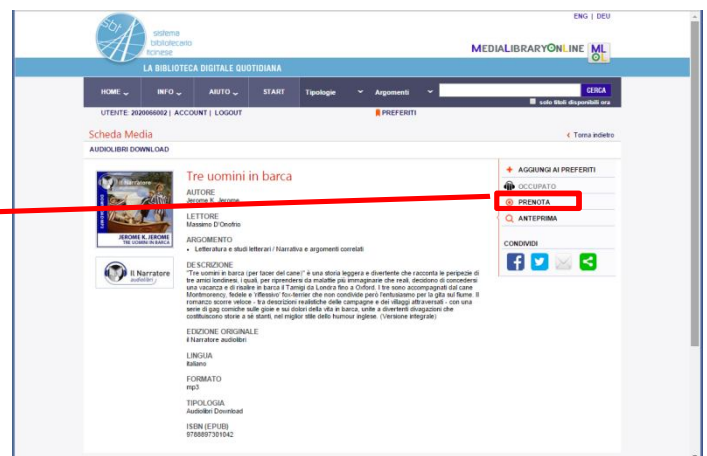 ENG | DEU
sbt
sistema
bibliotecario
ticinese
MEDIALIBRARYONLINE MLOL
LA BIBLIOTECA DIGITALE QUOTIDIANA
HOME INFO AIUTO START Tipologie Argomenti CERCA
solo titoli disponibili ora
UTENTE: 2020066002 | ACCOUNT | LOGOUT PREFERITI
Scheda Media Torna indietro
AUDIOLIBRI DOWNLOAD
Il Narratore
audiolibri
JEROME K. JEROME
TRE UOMINI IN BARCA
Il Narratore
audiolibri
Tre uomini in barca
AUTORE
Jerome K. Jerome
LETTORE
Massimo D'Onofrio
ARGOMENTO
• Letteratura e studi letterari / Narrativa e argomenti correlati
DESCRIZIONE
"Tre uomini in barca (per tacer del cane)" è una storia leggera e divertente che racconta le peripezie di
tre amici londinesi, i quali, per riprendersi da malattie più immaginarie che reali, decidono di concedersi
una vacanza e di risalire in barca il Tamigi da Londra fino a Oxford. I tre sono accompagnati dal cane
Montmorency, fedele e 'riflessivo' fox-terrier che non condivide però l'entusiasmo per la gita sul fiume. Il
romanzo scorre veloce - tra descrizioni realistiche delle campagne e dei villaggi attraversati - con una
serie di gag comiche sulle gioie e sui dolori della vita in barca, unite a divertenti divagazioni che
costituiscono storie a sé stanti, nel miglior stile dello humour inglese. (Versione integrale)
EDIZIONE ORIGINALE
il Narratore audiolibri
LINGUA
Italiano
FORMATO
mp3
TIPOLOGIA
Audiolibri Download
ISBN (EPUB)
9788897301042
AGGIUNGI AI PREFERITI
OCCUPATO
PRENOTA
ANTEPRIMA
CONDIVIDI